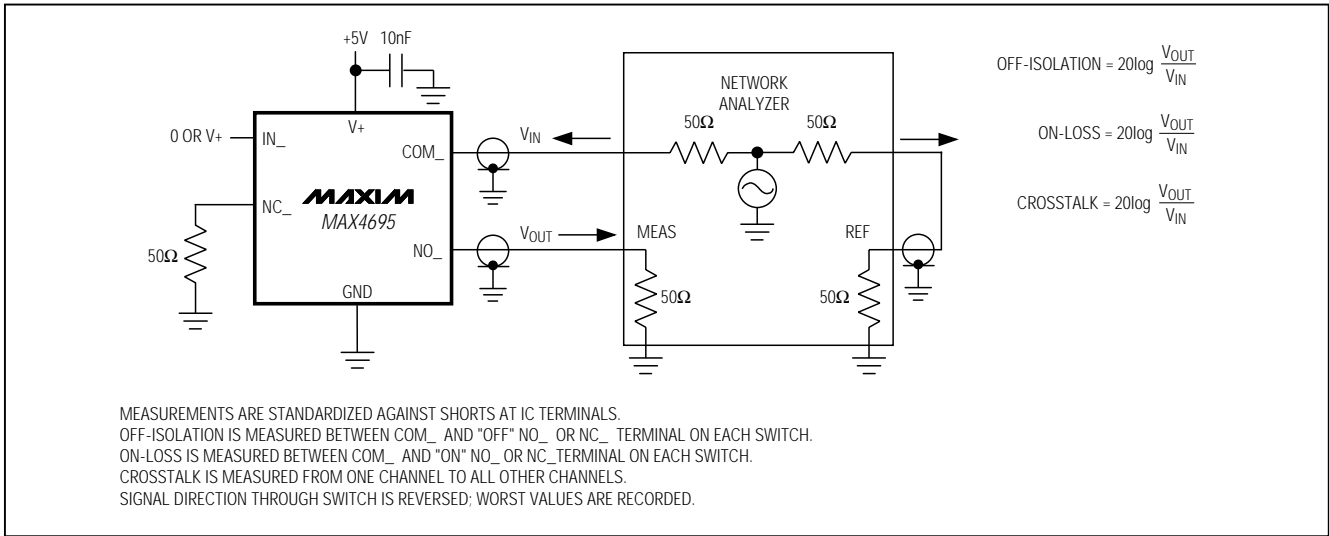 +5V 10nF
V+
0 OR V+
IN_
COM_
MAXIM
MAX4695
NC_
NO_
GND
50Ω
V_IN
V_OUT
NETWORK
ANALYZER
50Ω
50Ω
MEAS
REF
50Ω
50Ω
OFF-ISOLATION = 20log V_OUT / V_IN
ON-LOSS = 20log V_OUT / V_IN
CROSSTALK = 20log V_OUT / V_IN
MEASUREMENTS ARE STANDARDIZED AGAINST SHORTS AT IC TERMINALS.
OFF-ISOLATION IS MEASURED BETWEEN COM_ AND "OFF" NO_ OR NC_ TERMINAL ON EACH SWITCH.
ON-LOSS IS MEASURED BETWEEN COM_ AND "ON" NO_ OR NC_TERMINAL ON EACH SWITCH.
CROSSTALK IS MEASURED FROM ONE CHANNEL TO ALL OTHER CHANNELS.
SIGNAL DIRECTION THROUGH SWITCH IS REVERSED; WORST VALUES ARE RECORDED.